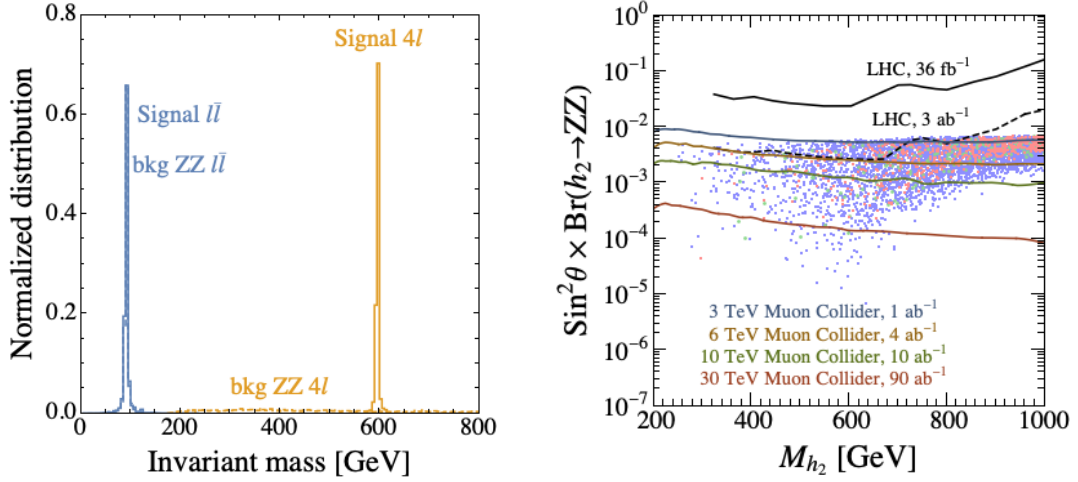 Normalized distribution
0.8
0.6
0.4
0.2
0.0
Signal 4l
Signal ll̄
bkg ZZ ll̄
bkg ZZ 4l
0 200 400 600 800
Invariant mass [GeV]
Sin²θ × Br(h₂→ZZ)
10⁰
10⁻¹
10⁻²
10⁻³
10⁻⁴
10⁻⁵
10⁻⁶
10⁻⁷
LHC, 36 fb⁻¹
LHC, 3 ab⁻¹
3 TeV Muon Collider, 1 ab⁻¹
6 TeV Muon Collider, 4 ab⁻¹
10 TeV Muon Collider, 10 ab⁻¹
30 TeV Muon Collider, 90 ab⁻¹
200 400 600 800 1000
M_h₂ [GeV]